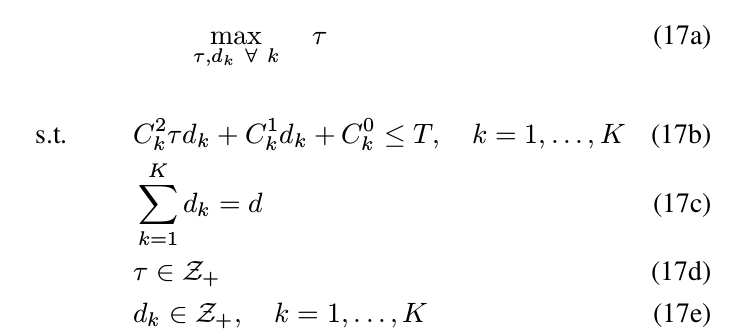 max τ (17a)
τ,d_k ∀ k
s.t. C_k^2 τd_k + C_k^1 d_k + C_k^0 ≤ T, k = 1, . . . , K (17b)
∑_{k=1}^{K} d_k = d (17c)
τ ∈ 𝒵_+ (17d)
d_k ∈ 𝒵_+, k = 1, . . . , K (17e)